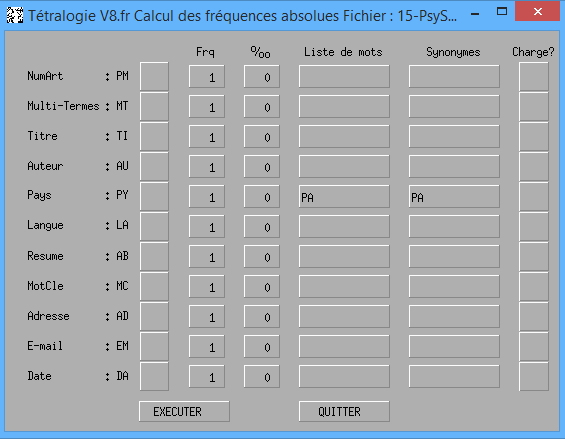 Tétralogie V8.fr Calcul des fréquences absolues Fichier : 15-PsyS...
Frq ‱ Liste de mots Synonymes Charge?
NumArt : PM 1 0
Multi-Termes : MT 1 0
Titre : TI 1 0
Auteur : AU 1 0
Pays : PY 1 0 PA PA
Langue : LA 1 0
Resume : AB 1 0
MotCle : MC 1 0
Adresse : AD 1 0
E-mail : EM 1 0
Date : DA 1 0
EXECUTER QUITTER